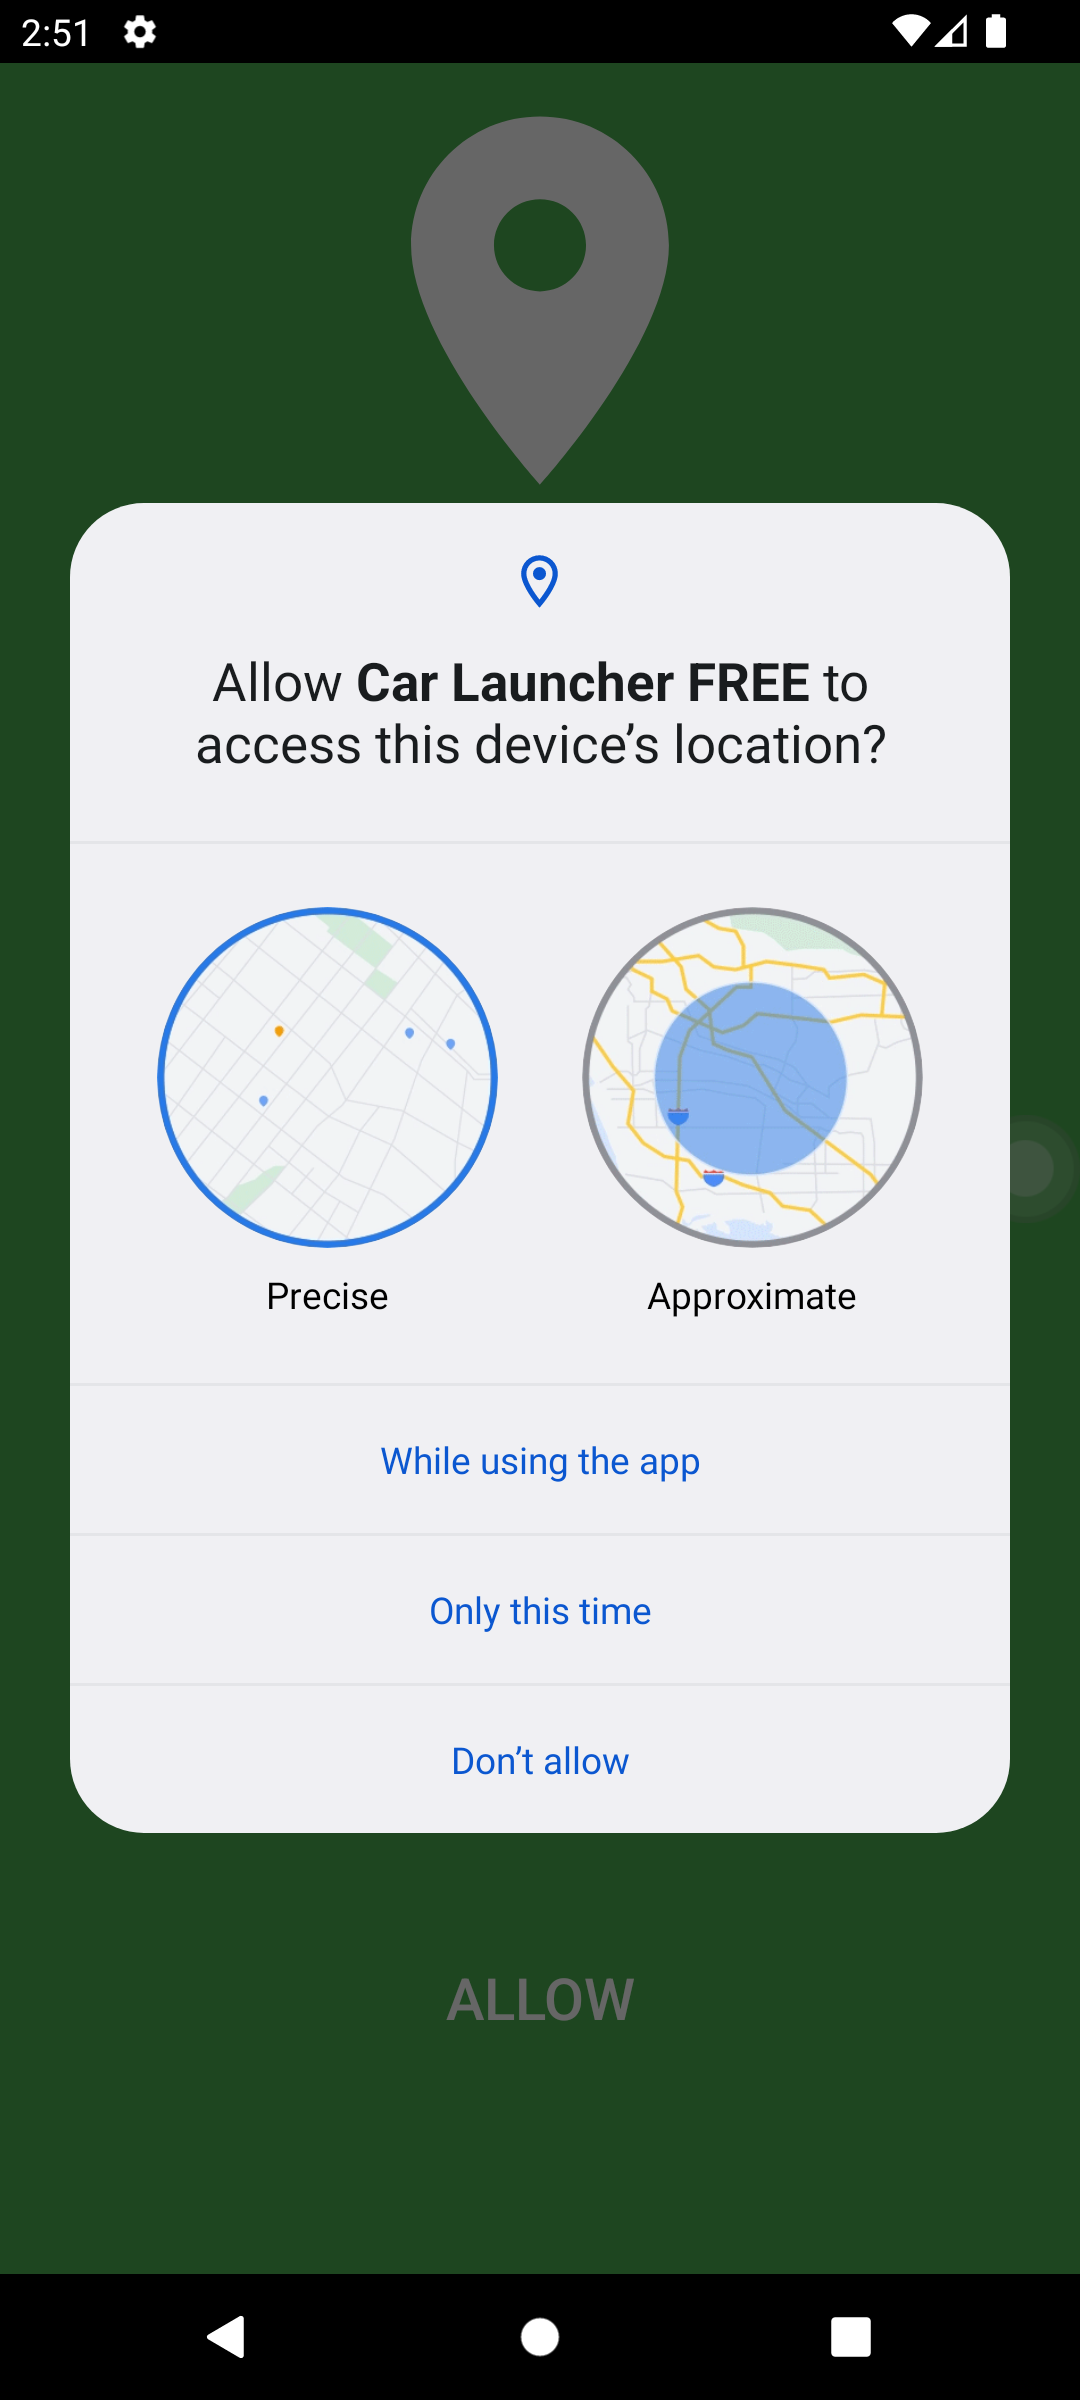 2:51
Allow Car Launcher FREE to
access this device’s location?
Precise
Approximate
While using the app
Only this time
Don’t allow
ALLOW